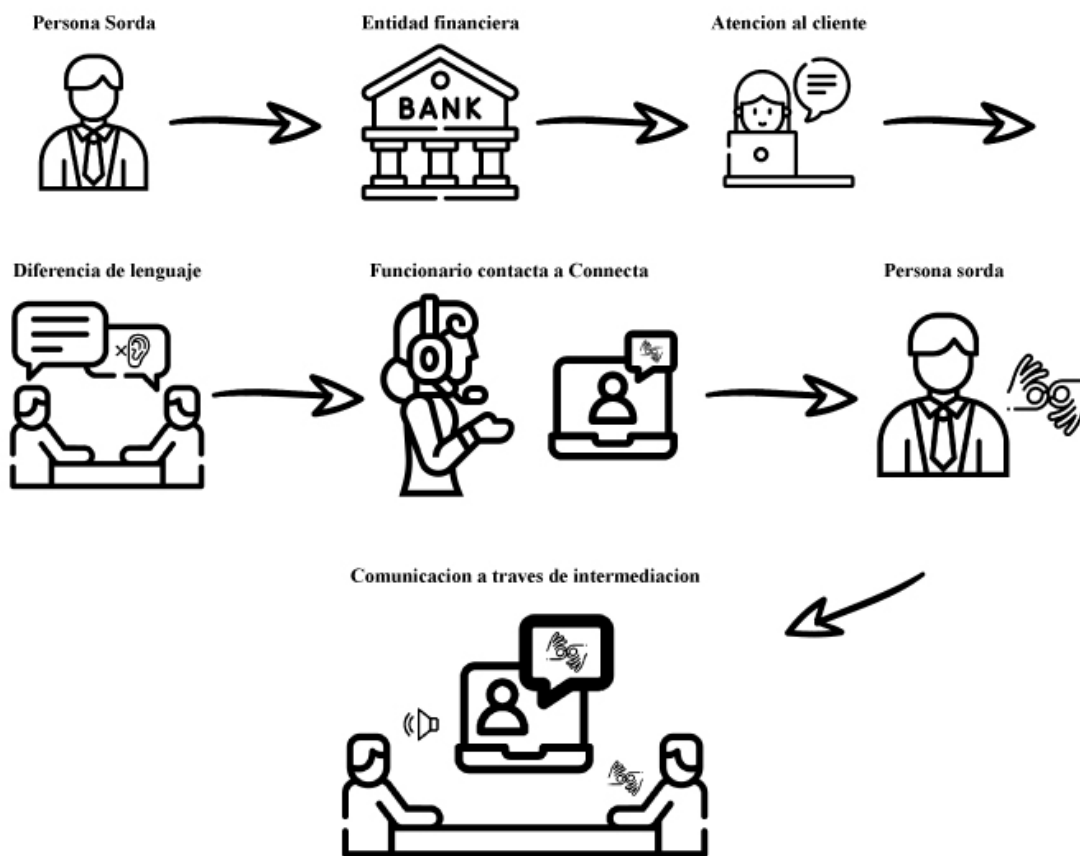 Persona Sorda
Entidad financiera
Atencion al cliente
BANK
Diferencia de lenguaje
Funcionario contacta a Connecta
Persona sorda
Comunicacion a traves de intermediacion